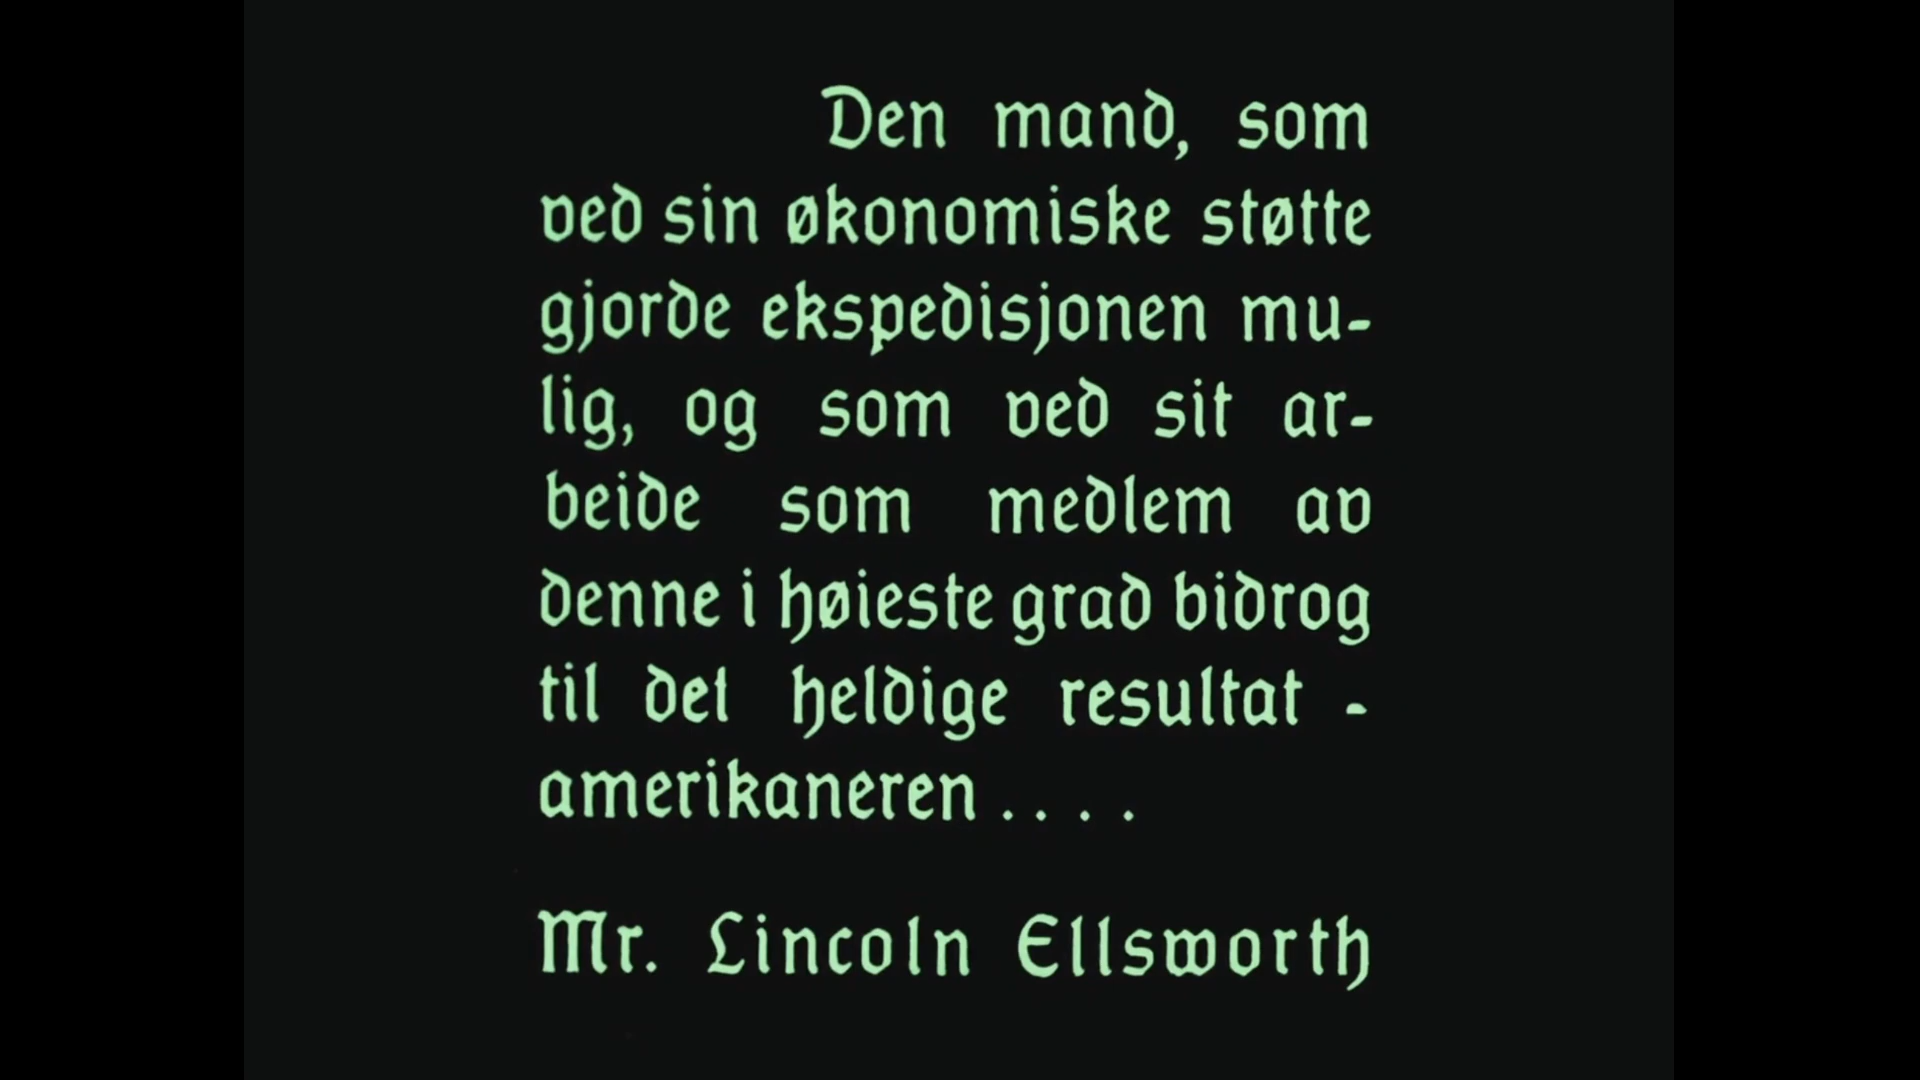 Den mand, som
ved sin økonomiske støtte
gjorde ekspedisjonen mu-
lig, og som ved sit ar-
beide som medlem av
denne i høieste grad bidrog
til det heldige resultat -
amerikaneren . . . .
Mr. Lincoln Ellsworth